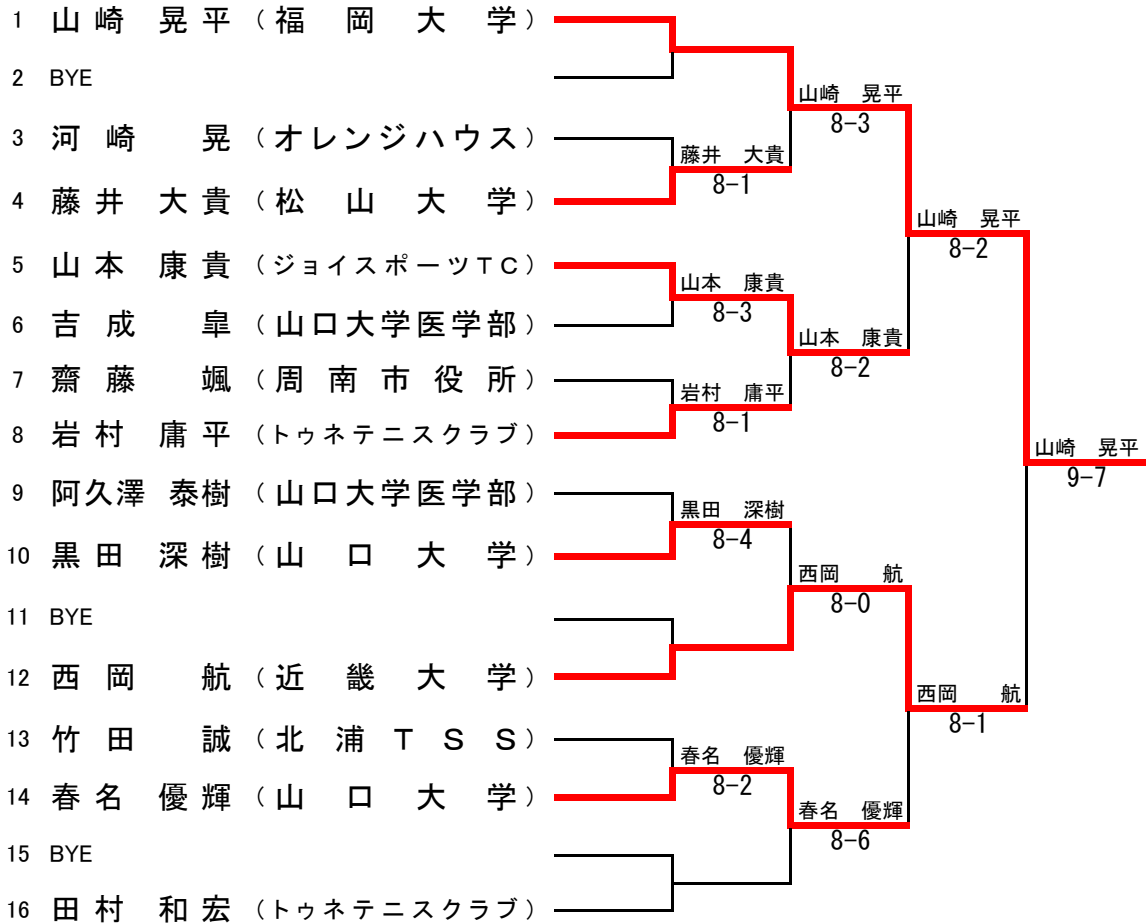 1 山崎 晃平 (福岡大学)
2 BYE
山崎 晃平
8-3
3 河崎 晃 (オレンジハウス)
藤井 大貴
8-1
4 藤井 大貴 (松山大学)
山崎 晃平
8-2
5 山本 康貴 (ジョイスポーツTC)
山本 康貴
8-3
6 吉成 皐 (山口大学医学部)
山本 康貴
8-2
7 齋藤 颯 (周南市役所)
岩村 庸平
8-1
8 岩村 庸平 (トゥネテニスクラブ)
山崎 晃平
9-7
9 阿久澤 泰樹 (山口大学医学部)
黒田 深樹
8-4
10 黒田 深樹 (山口大学)
西岡 航
8-0
11 BYE
12 西岡 航 (近畿大学)
西岡 航
8-1
13 竹田 誠 (北浦TSS)
春名 優輝
8-2
14 春名 優輝 (山口大学)
春名 優輝
8-6
15 BYE
16 田村 和宏 (トゥネテニスクラブ)